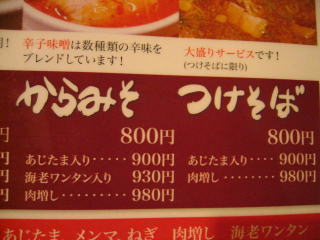 辛子味噌は数種類の辛味を
ブレンドしています!
大盛りサービスです!
(つけそばに限り)
からみそ
800円
あじたま入り・・・・・900円
海老ワンタン入り 930円
肉増し・・・・・・・・・980円
つけそば
800円
あじたま入り・・・・900円
肉増し・・・・・・・・980円
あじたま、メンマ、ねぎ 肉増し 海老ワンタン